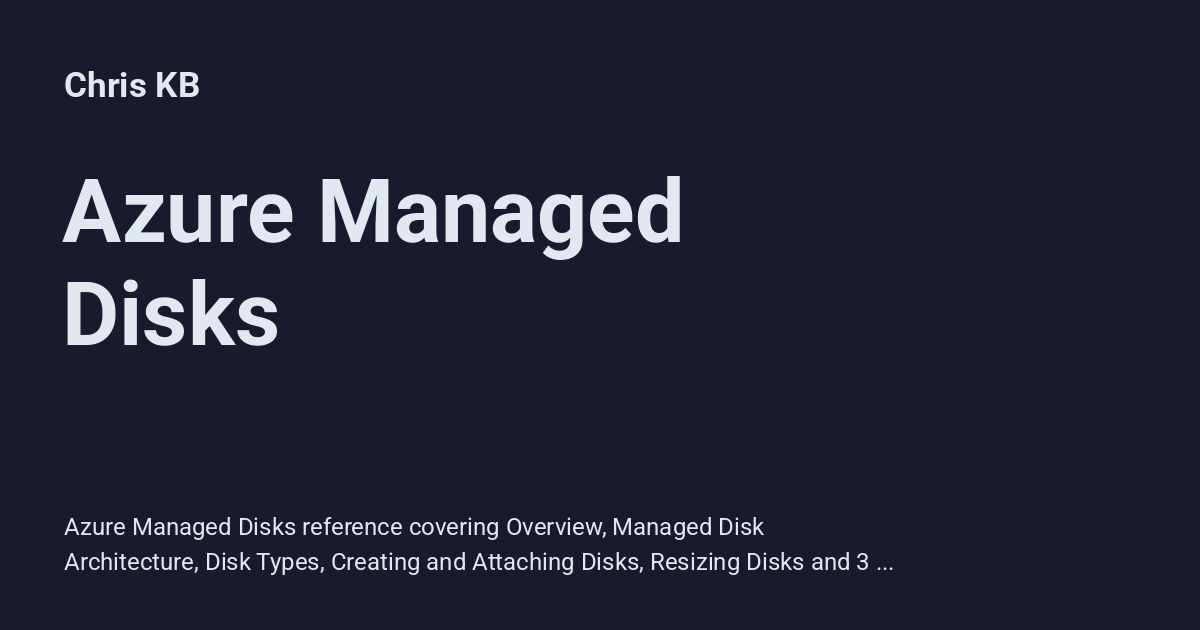 Chris KB
Azure Managed
Disks
Azure Managed Disks reference covering Overview, Managed Disk
Architecture, Disk Types, Creating and Attaching Disks, Resizing Disks and 3 ...